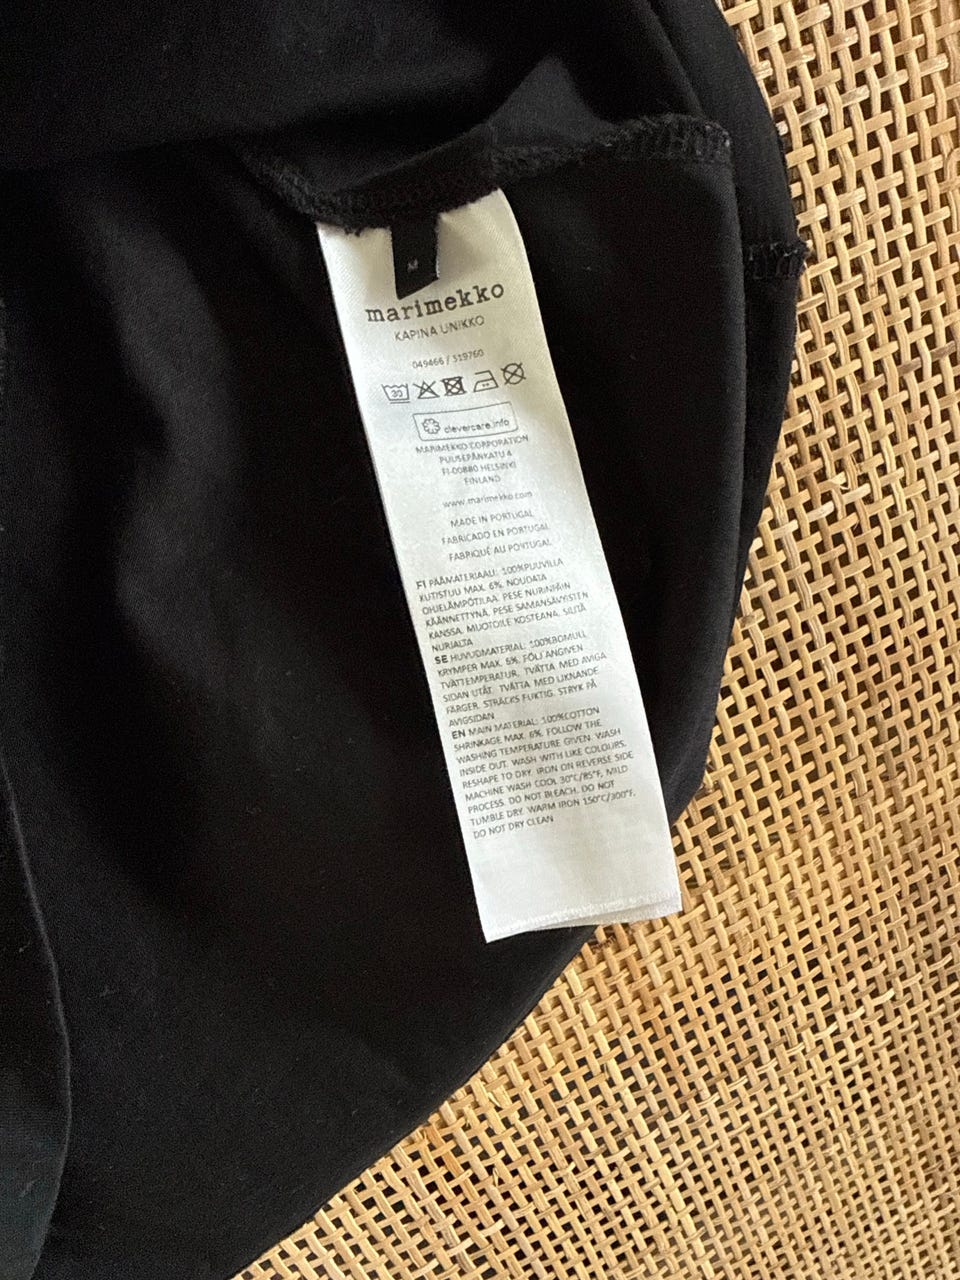 M
marimekko
KAPINA UNIKKO
049466 / 519760
30
clevercare.info
MARIMEKKO CORPORATION
PUUSEPÄNKATU 4
FI-00880 HELSINKI
FINLAND
www.marimekko.com
MADE IN PORTUGAL
FABRICADO EN PORTUGAL
FABRIQUÉ AU PORTUGAL
FI PÄÄMATERIAALI: 100%PUUVILLA
KUTISTUU MAX. 6%. NOUDATA
OHJELÄMPÖTILAA. PESE NURINPÄIN
KÄÄNNETTYNÄ. PESE SAMANSÄVYISTEN
KANSSA. MUOTOILE KOSTEANA. SILITÄ
NURJALTA
SE HUVUDMATERIAL: 100%BOMULL
KRYMPER MAX. 6%. FÖLJ ANGIVEN
TVÄTTEMPERATUR. TVÄTTA MED AVIGA
SIDAN UTÅT. TVÄTTA MED LIKNANDE
FÄRGER. STRÄCKS FUKTIG. STRYK PÅ
AVIGSIDAN
EN MAIN MATERIAL: 100%COTTON
SHRINKAGE MAX. 6%. FOLLOW THE
WASHING TEMPERATURE GIVEN. WASH
INSIDE OUT. WASH WITH LIKE COLOURS.
RESHAPE TO DRY. IRON ON REVERSE SIDE
MACHINE WASH COOL 30°C/85°F, MILD
PROCESS. DO NOT BLEACH. DO NOT
TUMBLE DRY. WARM IRON 150°C/300°F.
DO NOT DRY CLEAN